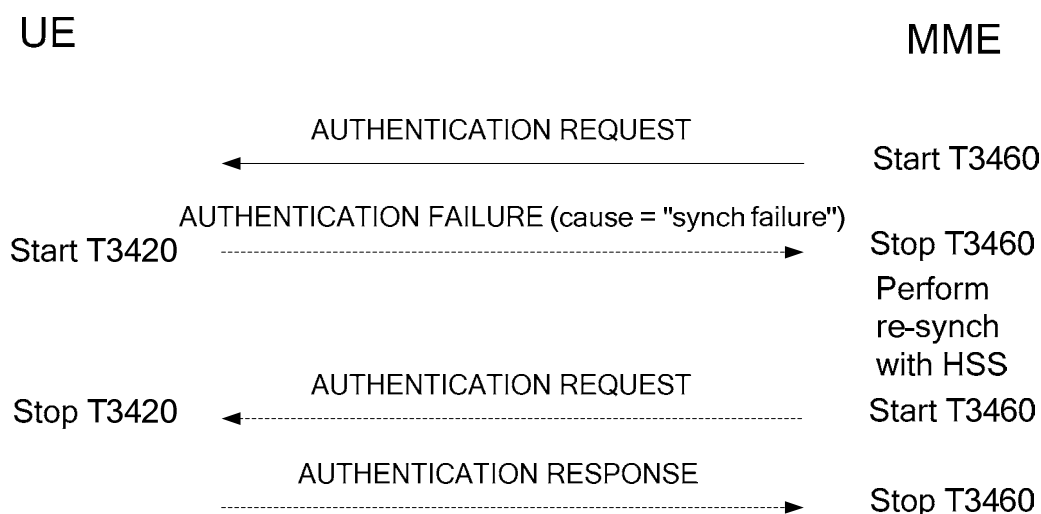 UE
MME
AUTHENTICATION REQUEST
Start T3460
AUTHENTICATION FAILURE (cause = "synch failure")
Start T3420
Stop T3460
Perform
re-synch
with HSS
AUTHENTICATION REQUEST
Stop T3420
Start T3460
AUTHENTICATION RESPONSE
Stop T3460